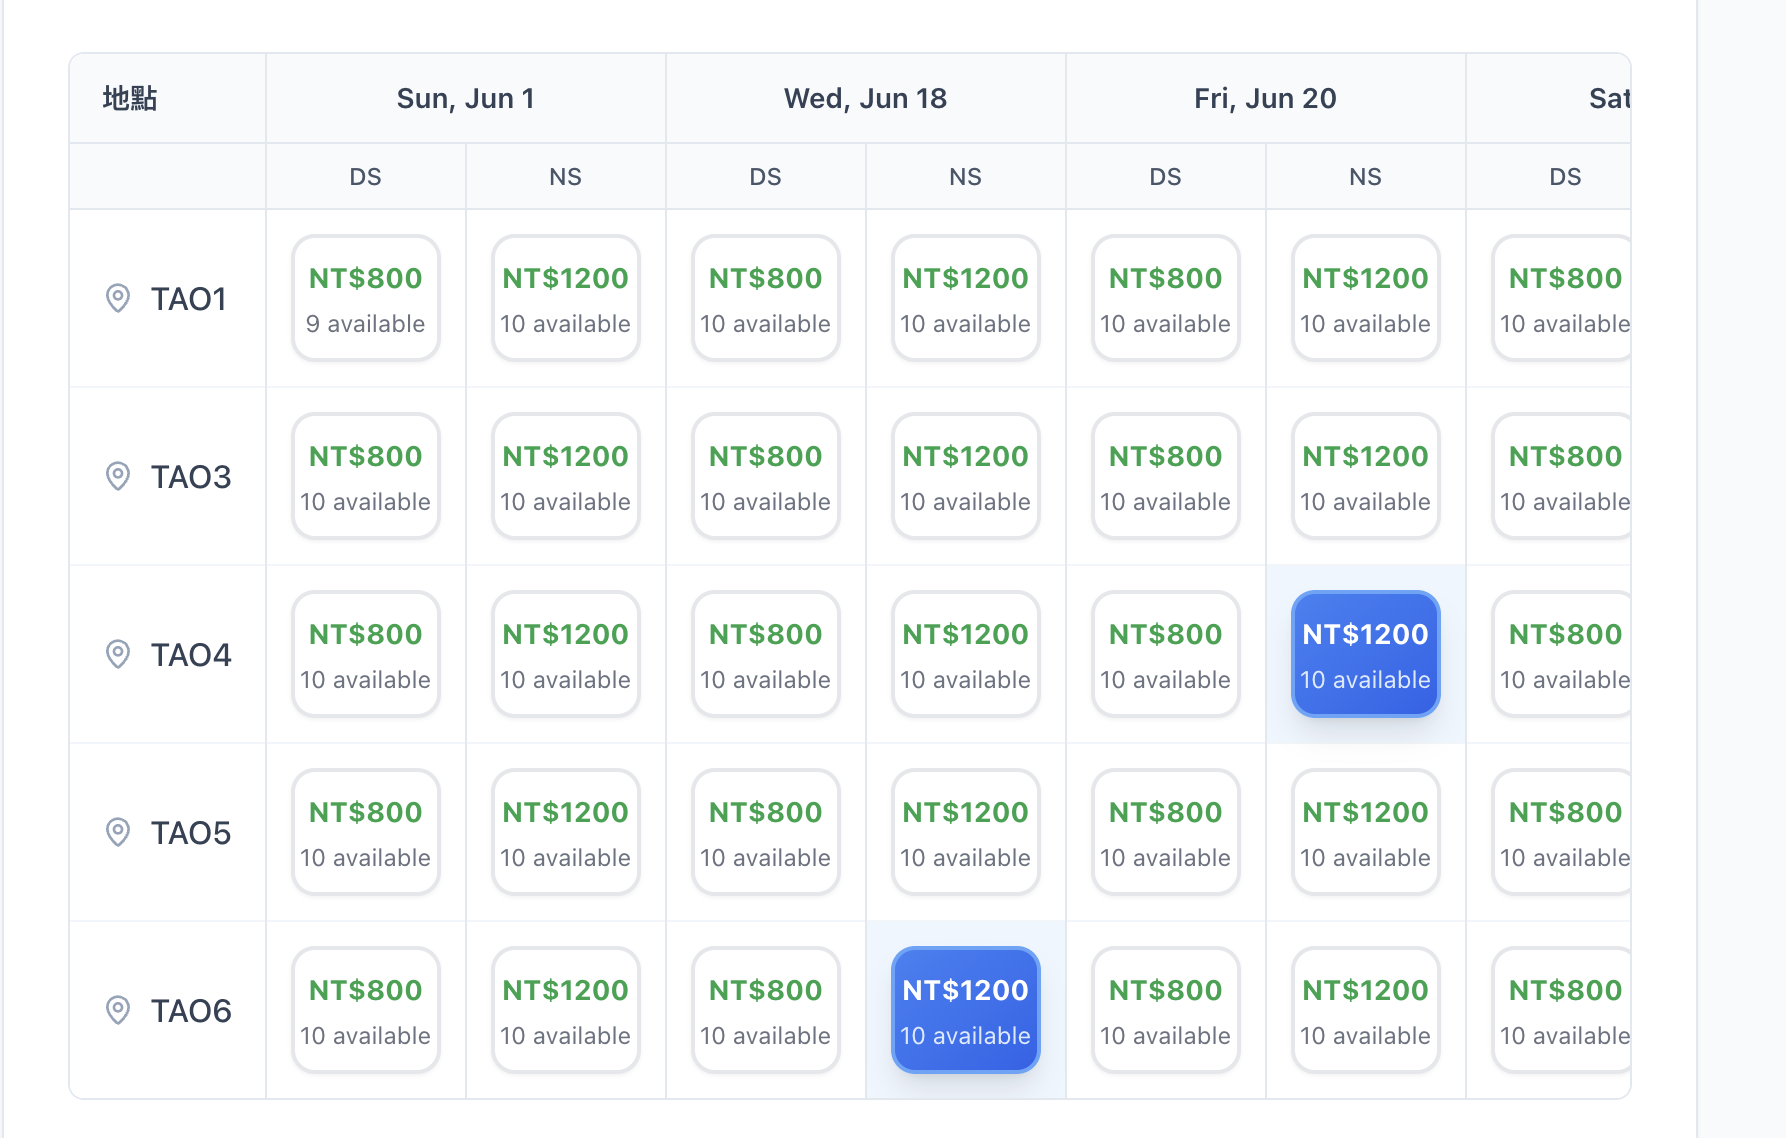 地點 Sun, Jun 1 Wed, Jun 18 Fri, Jun 20 Sat
DS NS DS NS DS NS DS
TAO1 NT$800 NT$1200 NT$800 NT$1200 NT$800 NT$1200 NT$800
9 available 10 available 10 available 10 available 10 available 10 available 10 available
TAO3 NT$800 NT$1200 NT$800 NT$1200 NT$800 NT$1200 NT$800
10 available 10 available 10 available 10 available 10 available 10 available 10 available
TAO4 NT$800 NT$1200 NT$800 NT$1200 NT$800 NT$1200 NT$800
10 available 10 available 10 available 10 available 10 available 10 available 10 available
TAO5 NT$800 NT$1200 NT$800 NT$1200 NT$800 NT$1200 NT$800
10 available 10 available 10 available 10 available 10 available 10 available 10 available
TAO6 NT$800 NT$1200 NT$800 NT$1200 NT$800 NT$1200 NT$800
10 available 10 available 10 available 10 available 10 available 10 available 10 available